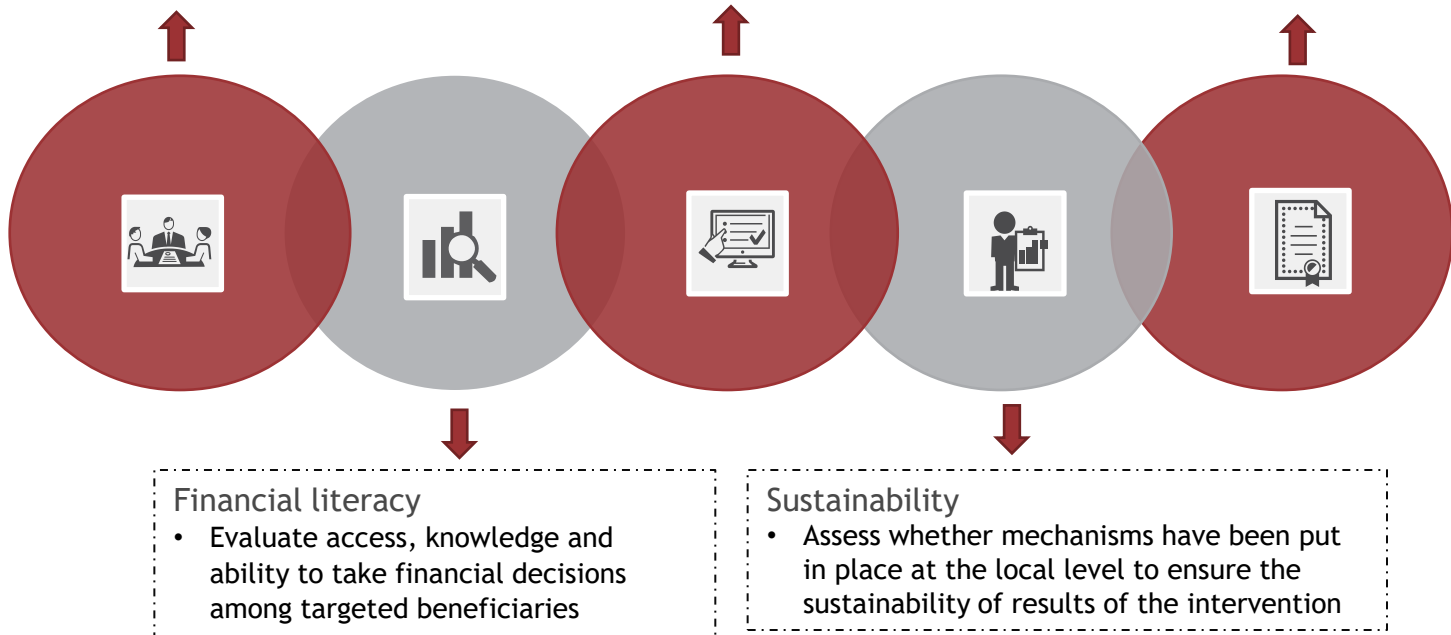 Financial literacy
• Evaluate access, knowledge and
ability to take financial decisions
among targeted beneficiaries
Sustainability
• Assess whether mechanisms have been put
in place at the local level to ensure the
sustainability of results of the intervention